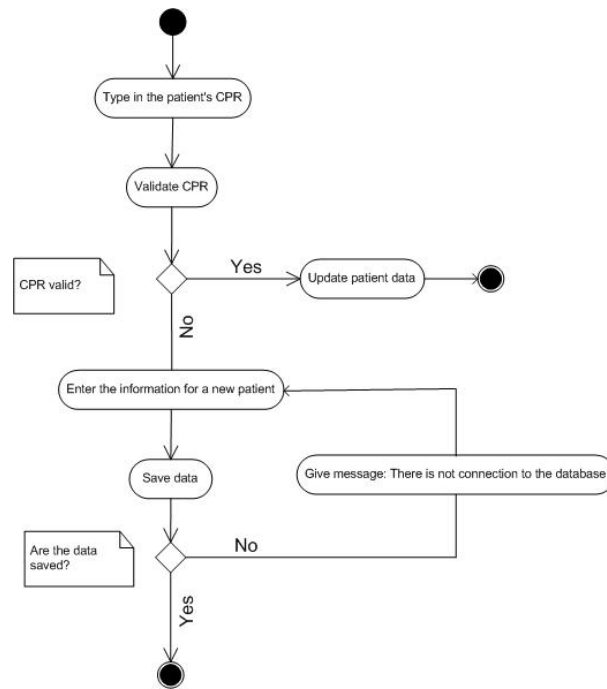 Type in the patient's CPR
Validate CPR
CPR valid?
Yes
Update patient data
No
Enter the information for a new patient
Save data
Give message: There is not connection to the database
Are the data
saved?
No
Yes